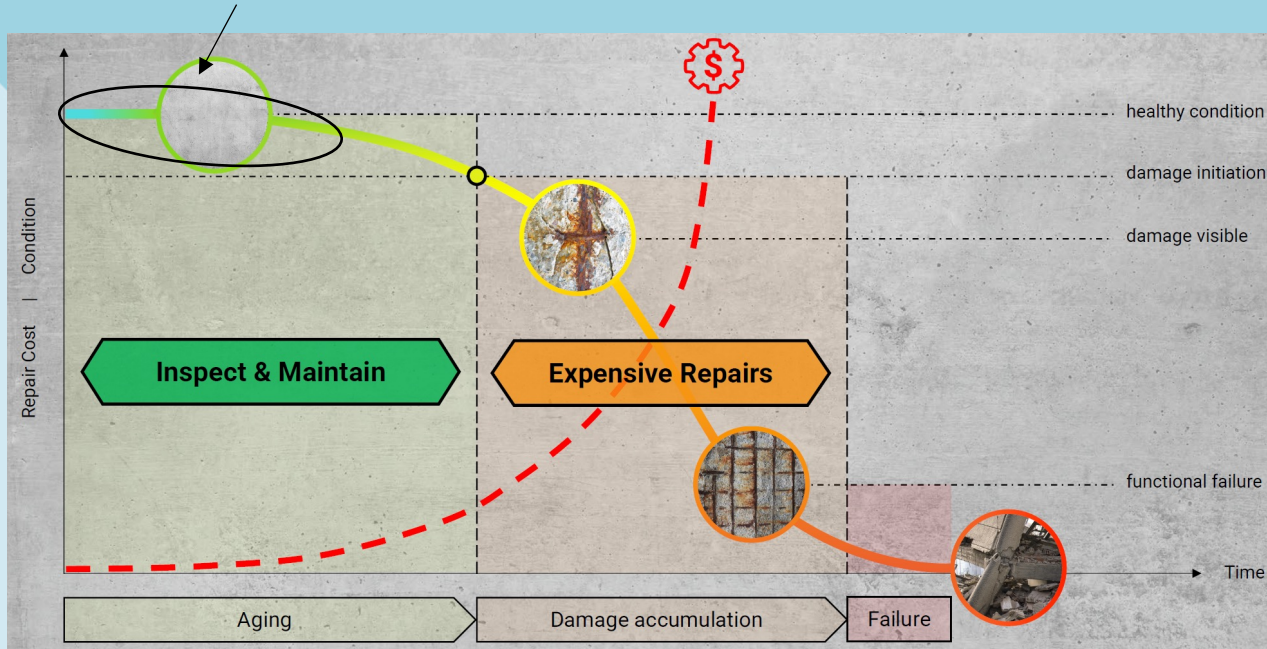 $
healthy condition
damage initiation
damage visible
Repair Cost | Condition
Inspect & Maintain
Expensive Repairs
functional failure
Time
Aging
Damage accumulation
Failure